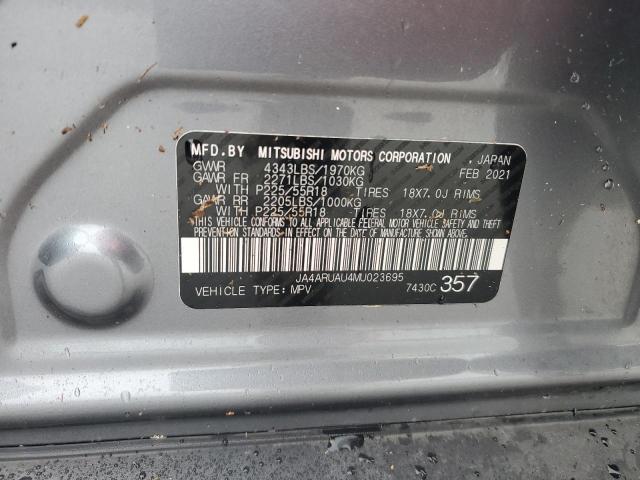 MFD.BY MITSUBISHI MOTORS CORPORATION , JAPAN
GVWR 4343LBS/1970KG FEB 2021
GAWR FR 2271LBS/1030KG
WITH P225/55R18 TIRES 18X7.0J RIMS
GAWR RR 2205LBS/1000KG
WITH P225/55R18 TIRES 18X7.0J RIMS
THIS VEHICLE CONFORMS TO ALL APPLICABLE FEDERAL MOTOR VEHICLE SAFETY AND THEFT
PREVENTION STANDARDS IN EFFECT ON THE DATE OF MANUFACTURE SHOWN ABOVE.
JA4ARUAU4MU023695
VEHICLE TYPE:MPV 7430C 357